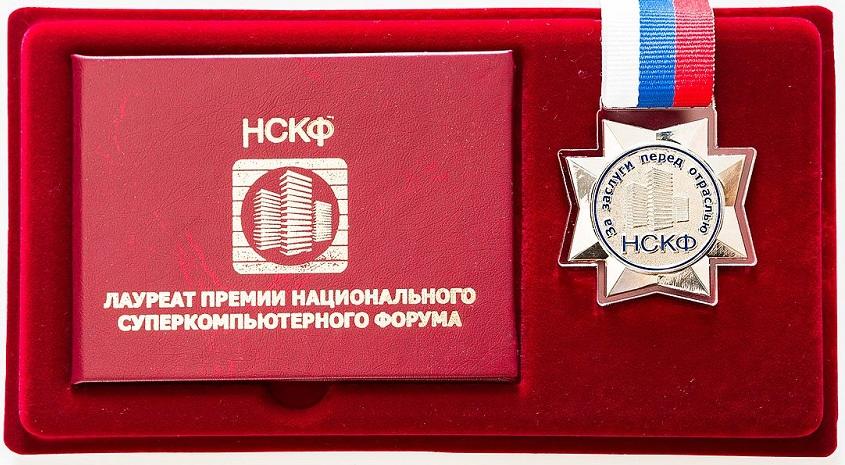 НСКФ
ЛАУРЕАТ ПРЕМИИ НАЦИОНАЛЬНОГО
СУПЕРКОМПЬЮТЕРНОГО ФОРУМА
За заслуги перед отраслью
НСКФ